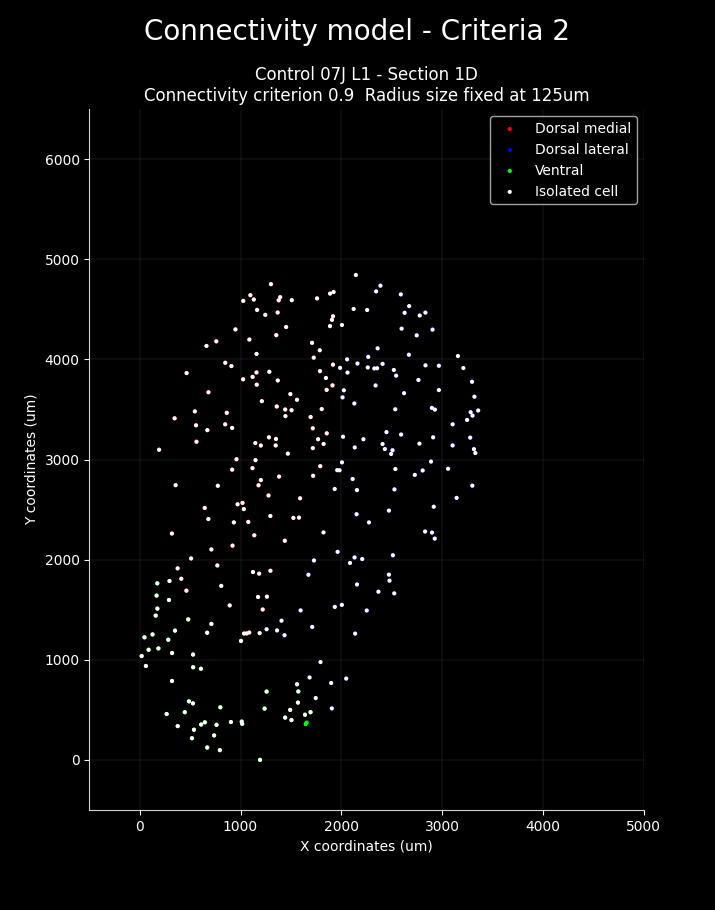 Connectivity model - Criteria 2
Control 07J L1 - Section 1D
Connectivity criterion 0.9  Radius size fixed at 125um
Dorsal medial
Dorsal lateral
Ventral
Isolated cell
6000
5000
4000
3000
2000
1000
0
Y coordinates (um)
0 1000 2000 3000 4000 5000
X coordinates (um)